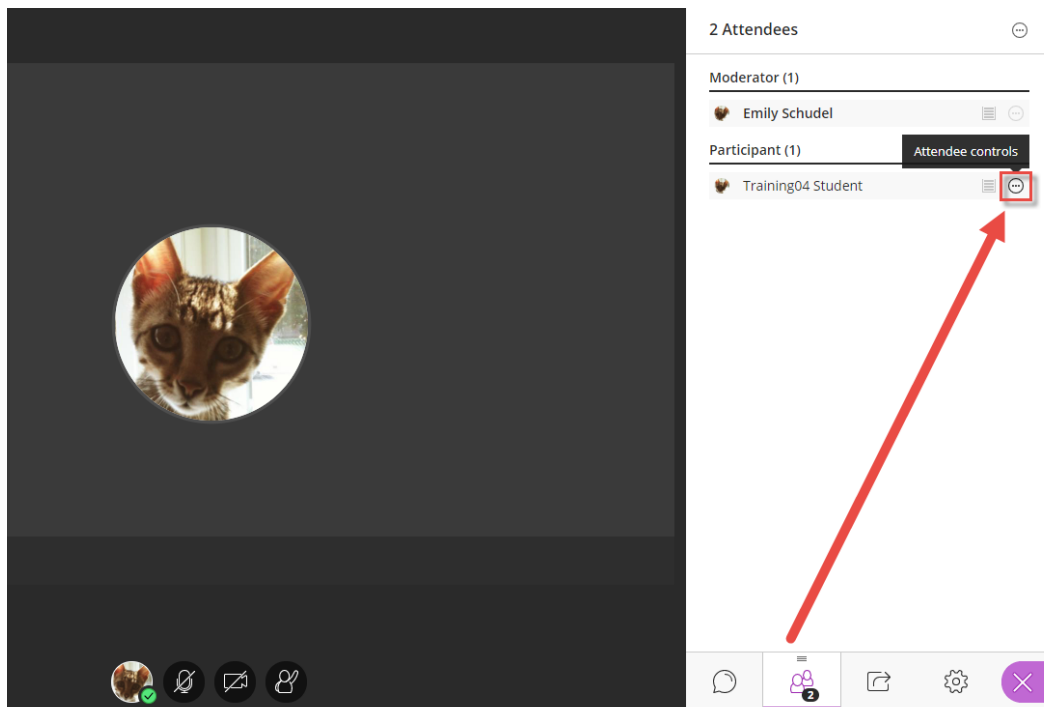 2 Attendees
Moderator (1)
Emily Schudel
Participant (1)
Attendee controls
Training04 Student
2